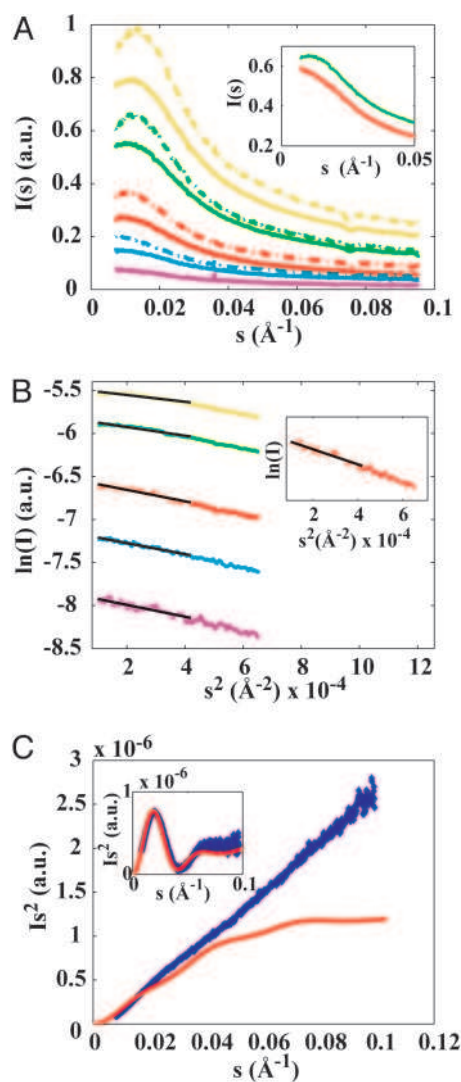 A
1
0.8
0.6
0.4
0.2
0
I(s) (a.u.)
0 0.02 0.04 0.06 0.08 0.1
s (Å-1)
0.6
0.4
0.2
I(s)
0 0.05
s (Å-1)
B
-5.5
-6
-6.5
-7
-7.5
-8
-8.5
ln(I) (a.u.)
2 4 6 8 10 12
s2 (Å-2) x 10-4
ln(I)
2 4 6
s2(Å-2) x 10-4
C
x 10-6
3
2.5
2
1.5
1
0.5
0
Is2 (a.u.)
0 0.02 0.04 0.06 0.08 0.1 0.12
s (Å-1)
x 10-6
1
0
Is2 (a.u.)
0 0.1
s (Å-1)